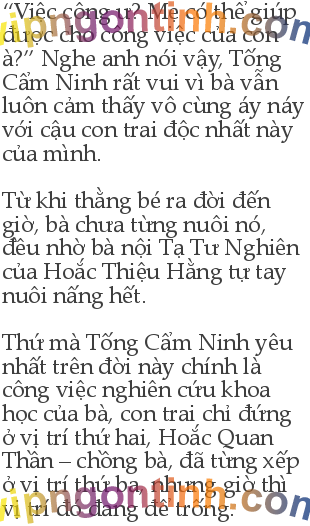 “Việc công ư? Mẹ có thể giúp
được cho công việc của con
à?” Nghe anh nói vậy, Tống
Cẩm Ninh rất vui vì bà vẫn
luôn cảm thấy vô cùng áy náy
với cậu con trai độc nhất này
của mình.
Từ khi thằng bé ra đời đến
giờ, bà chưa từng nuôi nó,
đều nhờ bà nội Tạ Tư Nghiên
của Hoắc Thiệu Hằng tự tay
nuôi nấng hết.
Thứ mà Tống Cẩm Ninh yêu
nhất trên đời này chính là
công việc nghiên cứu khoa
học của bà, con trai chỉ đứng
ở vị trí thứ hai, Hoắc Quan
Thần – chồng bà, đã từng xếp
ở vị trí thứ ba, nhưng giờ thì
vị trí đó đang để trống.
vipngontinh.com
vipngontinh.com